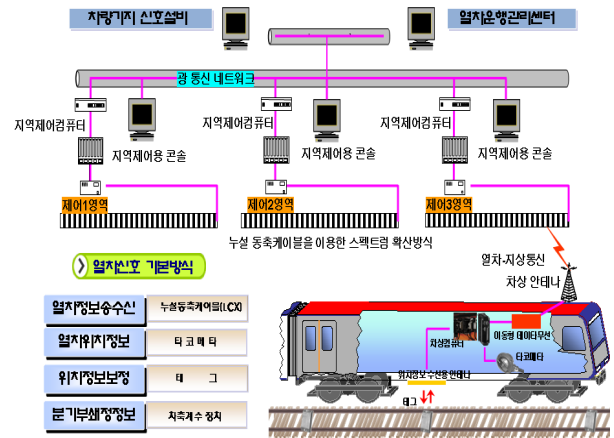 차량기지 신호설비
열차운행관리센터
광 통신 네트워크
지역제어컴퓨터
지역제어용 콘솔
지역제어컴퓨터
지역제어용 콘솔
지역제어컴퓨터
지역제어용 콘솔
제어1영역
제어2영역
제어3영역
누설 동축케이블을 이용한 스펙트럼 확산방식
열차신호 기본방식
열차-지상통신
차상 안테나
열차정보송수신
누설동축케이블(LCX)
열차위치정보
타코메타
위치정보보정
태 그
분기부쇄정정보
차축계수 장치
차상컴퓨터
이동형 데이타무선
타코메타
위치정보 수신용 안테나
태그